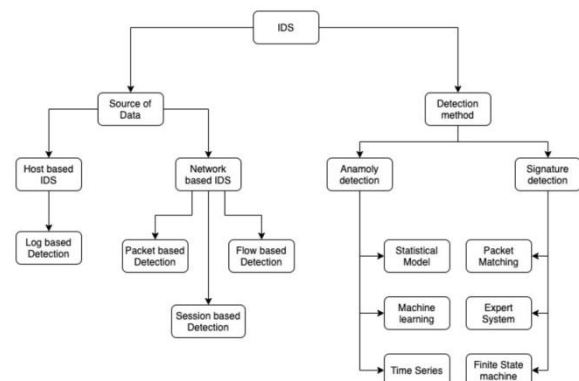 IDS
Source of
Data
Detection
method
Host based
IDS
Network
based IDS
Anamoly
detection
Signature
detection
Log based
Detection
Packet based
Detection
Flow based
Detection
Session based
Detection
Statistical
Model
Packet
Matching
Machine
learning
Expert
System
Time Series
Finite State
machine